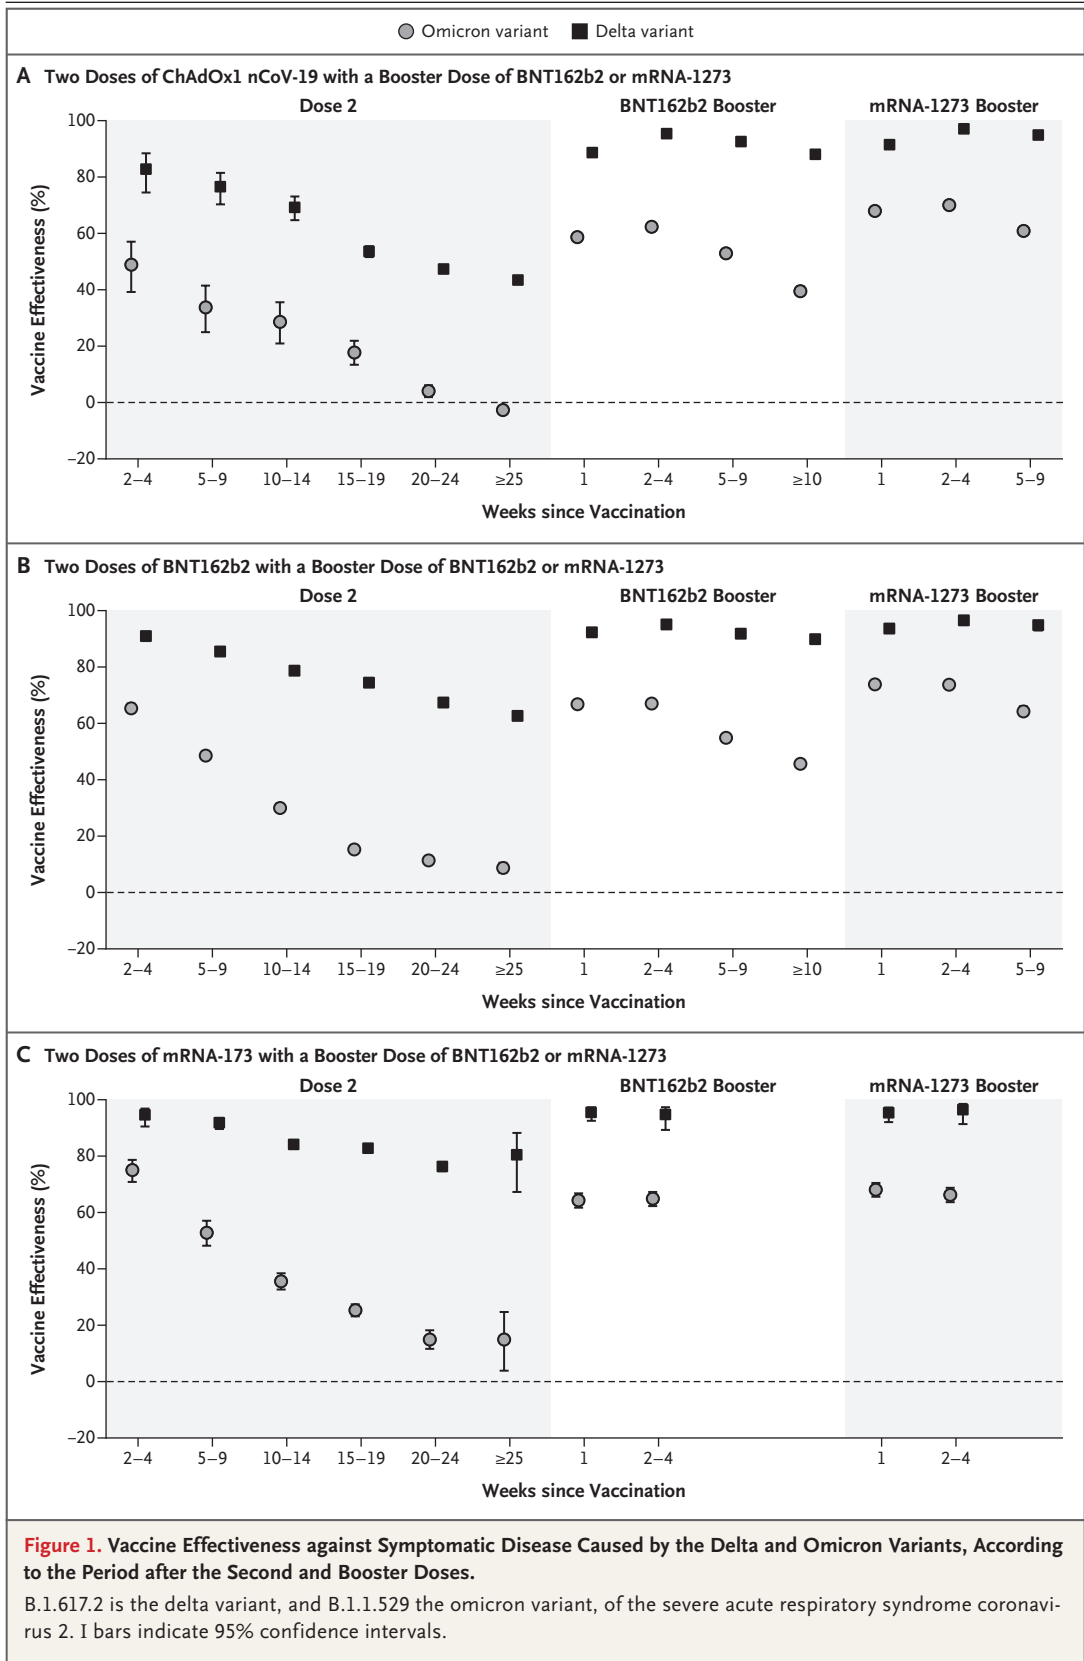 Omicron variant Delta variant
A Two Doses of ChAdOx1 nCoV-19 with a Booster Dose of BNT162b2 or mRNA-1273
Dose 2 BNT162b2 Booster mRNA-1273 Booster
Vaccine Effectiveness (%)
100
80
60
40
20
0
–20
2–4 5–9 10–14 15–19 20–24 ≥25 1 2–4 5–9 ≥10 1 2–4 5–9
Weeks since Vaccination
B Two Doses of BNT162b2 with a Booster Dose of BNT162b2 or mRNA-1273
Dose 2 BNT162b2 Booster mRNA-1273 Booster
Vaccine Effectiveness (%)
100
80
60
40
20
0
–20
2–4 5–9 10–14 15–19 20–24 ≥25 1 2–4 5–9 ≥10 1 2–4 5–9
Weeks since Vaccination
C Two Doses of mRNA-173 with a Booster Dose of BNT162b2 or mRNA-1273
Dose 2 BNT162b2 Booster mRNA-1273 Booster
Vaccine Effectiveness (%)
100
80
60
40
20
0
–20
2–4 5–9 10–14 15–19 20–24 ≥25 1 2–4 1 2–4
Weeks since Vaccination
Figure 1. Vaccine Effectiveness against Symptomatic Disease Caused by the Delta and Omicron Variants, According
to the Period after the Second and Booster Doses.
B.1.617.2 is the delta variant, and B.1.1.529 the omicron variant, of the severe acute respiratory syndrome coronavi-
rus 2. I bars indicate 95% confidence intervals.